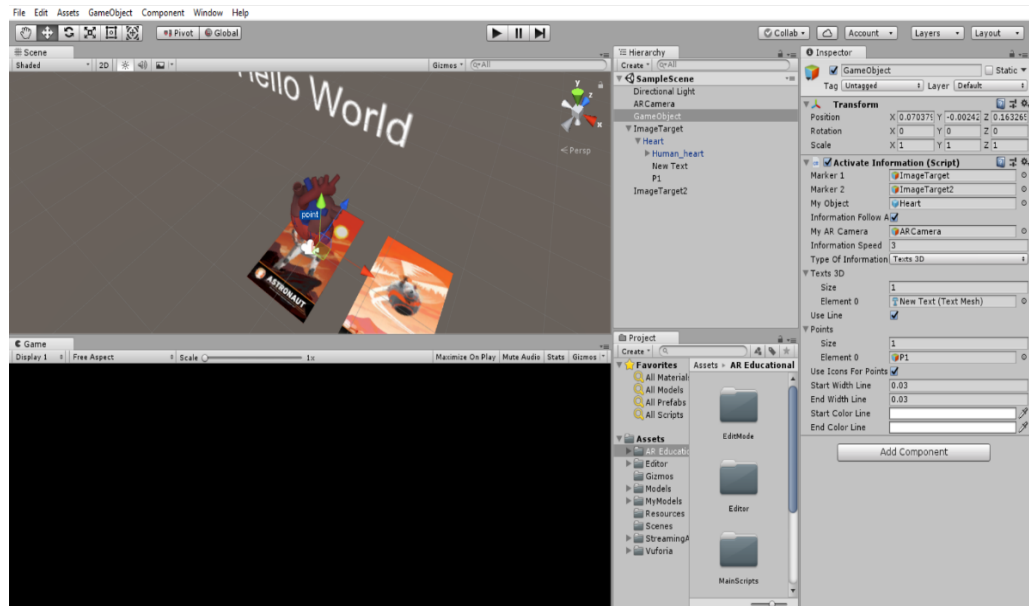 File Edit Assets GameObject Component Window Help
Pivot Global Collab Account Layers Layout
Scene
Shaded 2D Gizmos All
Hello World
y
z
x
Persp
point
ASTRONAUT
Game
Display 1 Free Aspect Scale 1x Maximize On Play Mute Audio Stats Gizmos
Hierarchy
Create All
SampleScene
Directional Light
ARCamera
GameObject
ImageTarget
Heart
Human_heart
New Text
P1
ImageTarget2
Project
Create
Favorites
All Materials
All Models
All Prefabs
All Scripts
Assets
AR Educatio
Editor
Gizmos
Models
MyModels
Resources
Scenes
StreamingA
Vuforia
Assets AR Educational
EditMode
Editor
MainScripts
Inspector
GameObject Static
Tag Untagged Layer Default
Transform
Position X 0.070379 Y -0.00242 Z 0.163265
Rotation X 0 Y 0 Z 0
Scale X 1 Y 1 Z 1
Activate Information (Script)
Marker 1 ImageTarget
Marker 2 ImageTarget2
My Object Heart
Information Follow A
My AR Camera ARCamera
Information Speed 3
Type Of Information Texts 3D
Texts 3D
Size 1
Element 0 New Text (Text Mesh)
Use Line
Points
Size 1
Element 0 P1
Use Icons For Points
Start Width Line 0.03
End Width Line 0.03
Start Color Line
End Color Line
Add Component